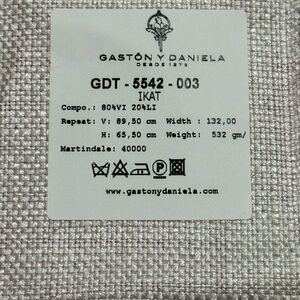 GASTÓN Y DANIELA
DESDE 1876
GDT - 5542 - 003
IKAT
Compo.: 80%VI 20%LI
Repeat: V: 89,50 cm Width : 132,00
H: 65,50 cm Weight: 532 gm/
Martindale: 40000
www.gastonydaniela.com